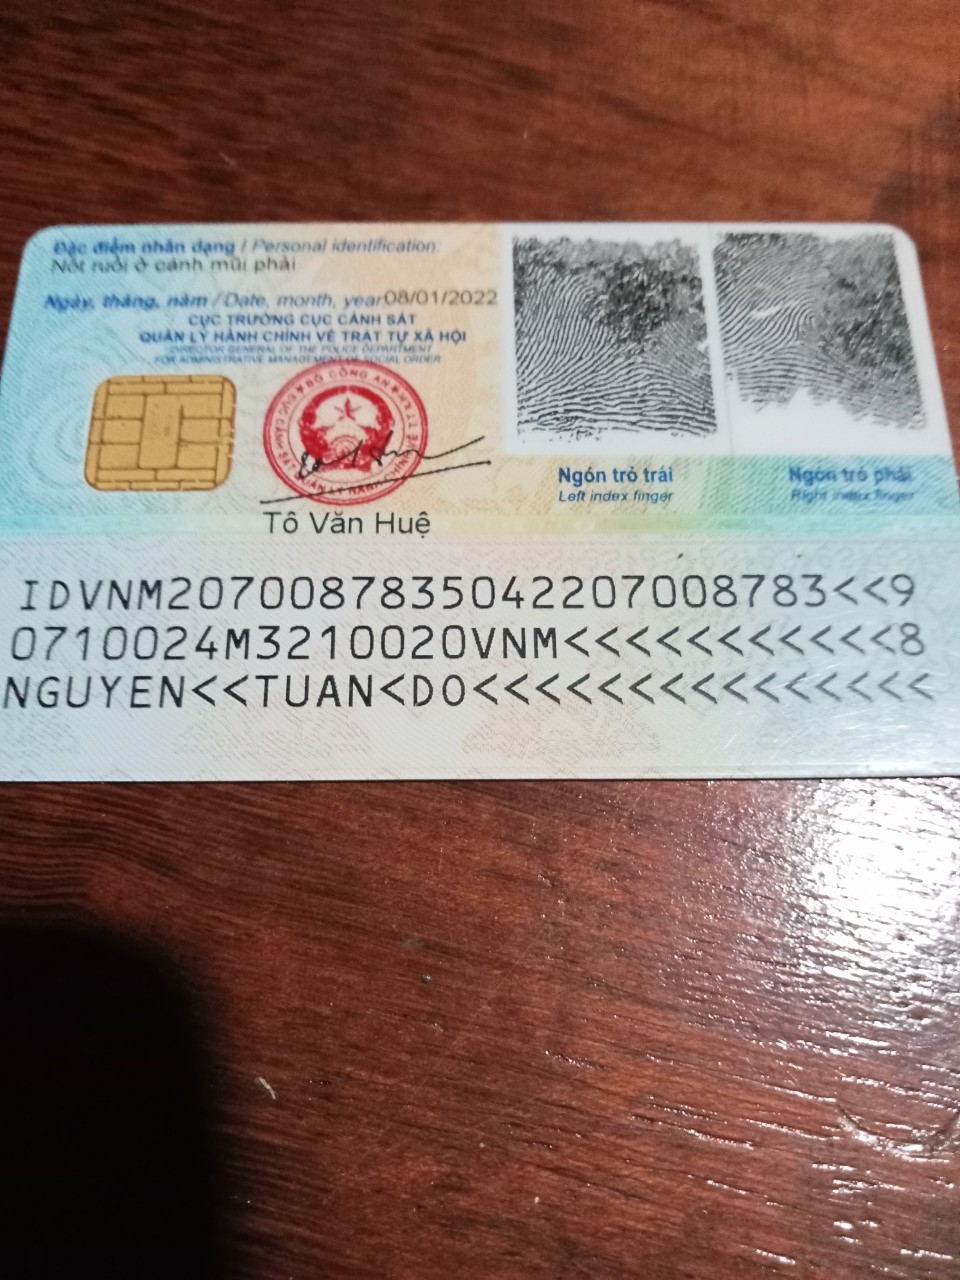 Đặc điểm nhân dạng / Personal identification:
Nốt ruồi ở cánh mũi phải
Ngày, tháng, năm / Date, month, year 08/01/2022
CỤC TRƯỞNG CỤC CẢNH SÁT
QUẢN LÝ HÀNH CHÍNH VỀ TRẬT TỰ XÃ HỘI
DIRECTOR GENERAL OF THE POLICE DEPARTMENT
FOR ADMINISTRATIVE MANAGEMENT OF SOCIAL ORDER
BỘ CÔNG AN
Tô Văn Huệ
Ngón trỏ trái
Left index finger
Ngón trỏ phải
Right index finger
IDVNM2070087835042207008783<<9
0710024M3210020VNM<<<<<<<<<<<8
NGUYEN<<TUAN<DO<<<<<<<<<<<<<<<